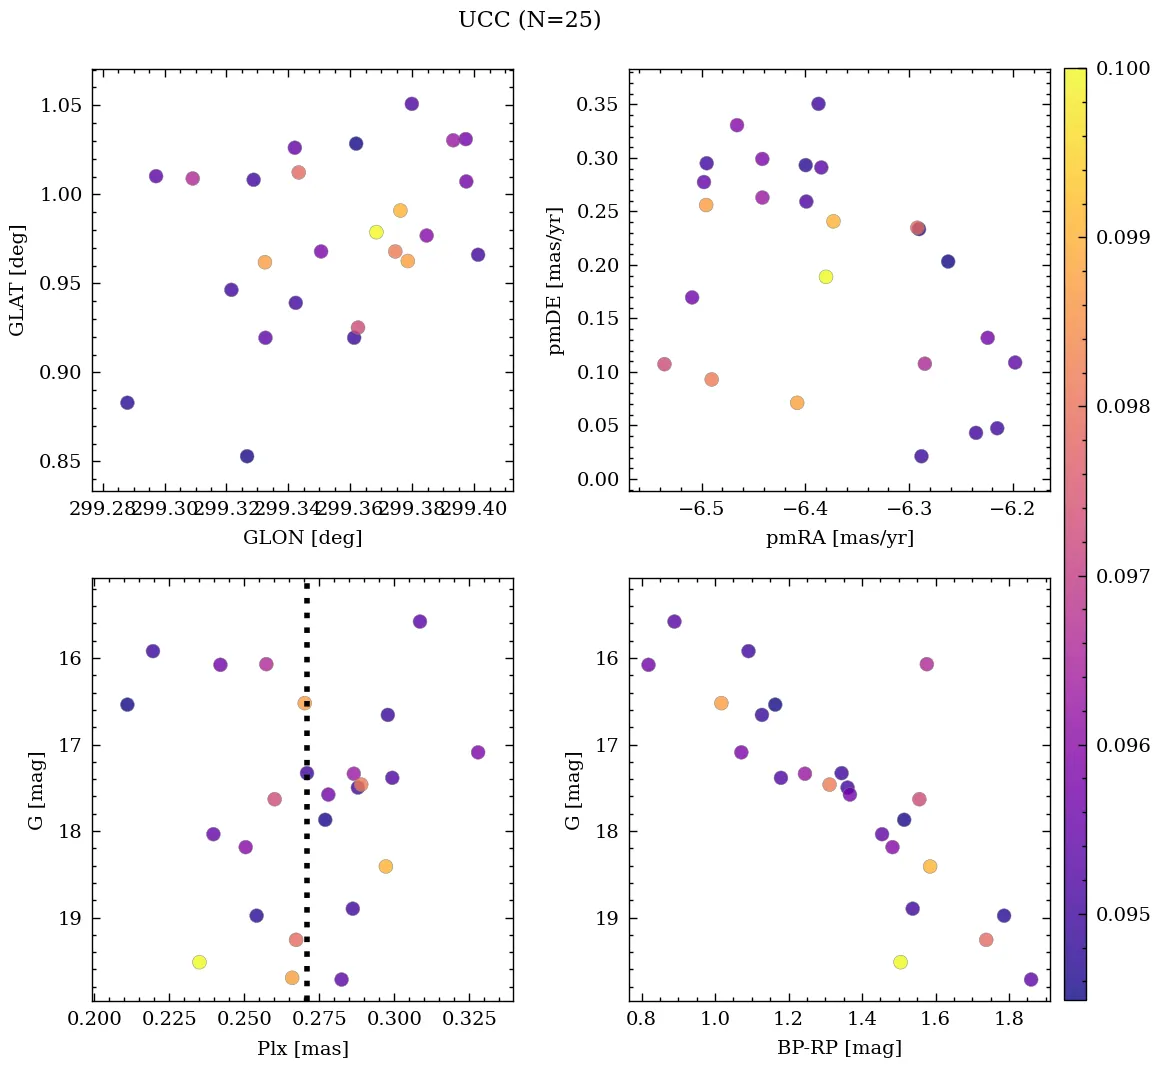 UCC (N=25)
1.05
1.00
0.95
0.90
0.85
GLAT [deg]
299.28 299.30 299.32 299.34 299.36 299.38 299.40
GLON [deg]
0.35
0.30
0.25
0.20
0.15
0.10
0.05
0.00
pmDE [mas/yr]
−6.5 −6.4 −6.3 −6.2
pmRA [mas/yr]
16
17
18
19
G [mag]
0.200 0.225 0.250 0.275 0.300 0.325
Plx [mas]
16
17
18
19
G [mag]
0.8 1.0 1.2 1.4 1.6 1.8
BP-RP [mag]
0.100
0.099
0.098
0.097
0.096
0.095